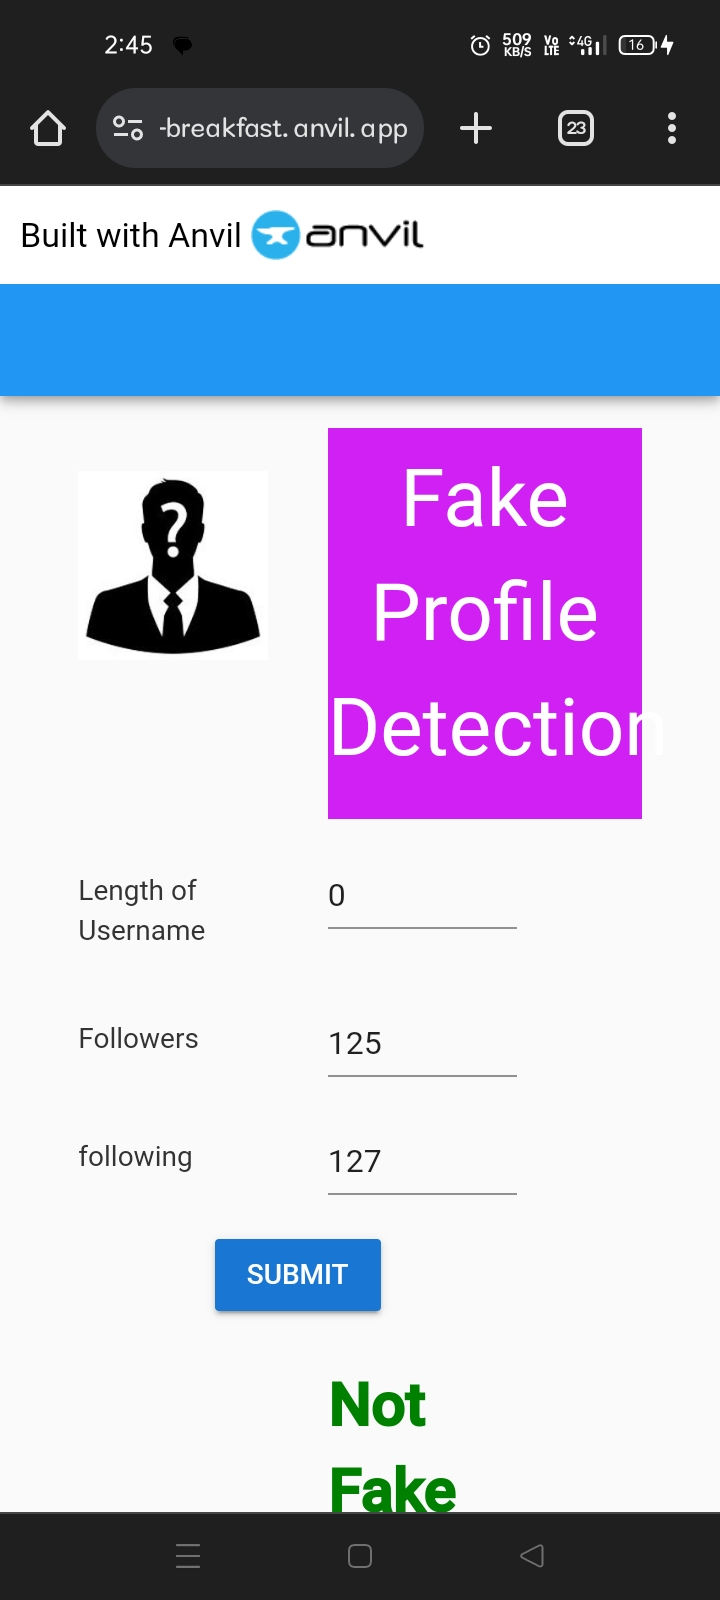 2:45 509 KB/S Vo LTE 4G 16
-breakfast.anvil.app 23
Built with Anvil anvil
?
Fake
Profile
Detection
Length of
Username
0
Followers
125
following
127
SUBMIT
Not
Fake